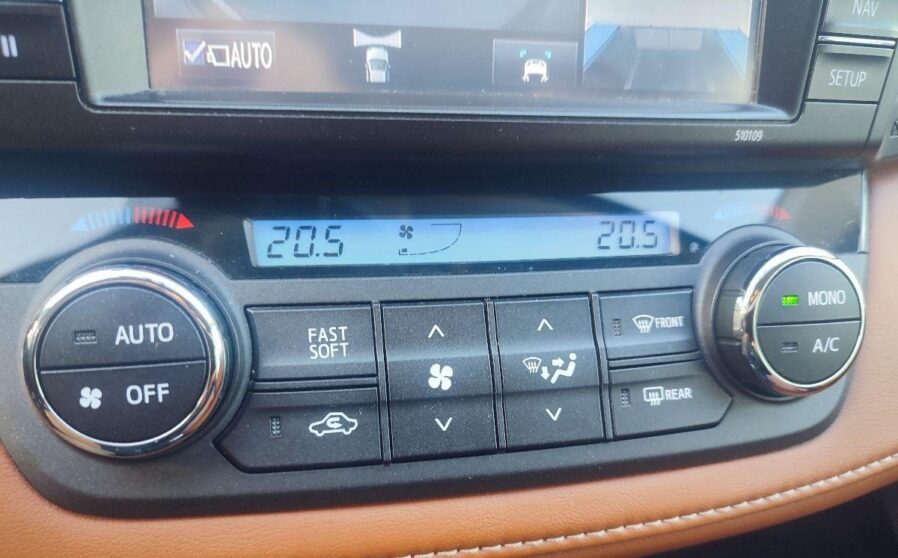 AUTO
NAV
SETUP
510109
20.5 20.5
AUTO
OFF
FAST
SOFT
FRONT
REAR
MONO
A/C